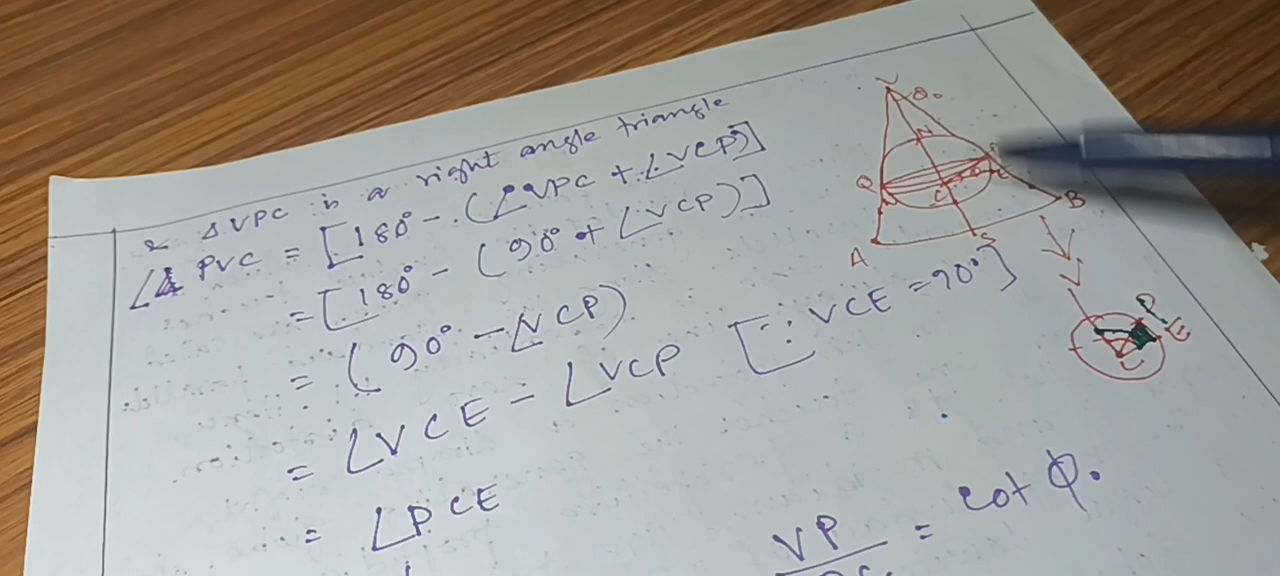 & ΔVPC is a right angle triangle
∠PVC = [180° - (∠VPC + ∠VCP)]
= [180° - (90° + ∠VCP)]
= (90° - ∠VCP)
= ∠VCE - ∠VCP [∵ VCE = 90°]
= ∠PCE
VP
= cot φ.
V
N
Q
C
A
S
B
P
E
C